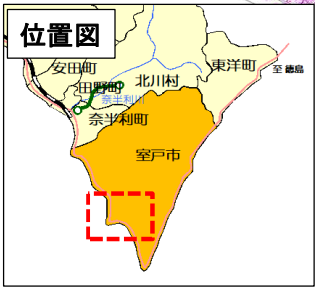 位置図
安田町
田野町
北川村
東洋町
至 徳島
奈半利川
奈半利町
室戸市